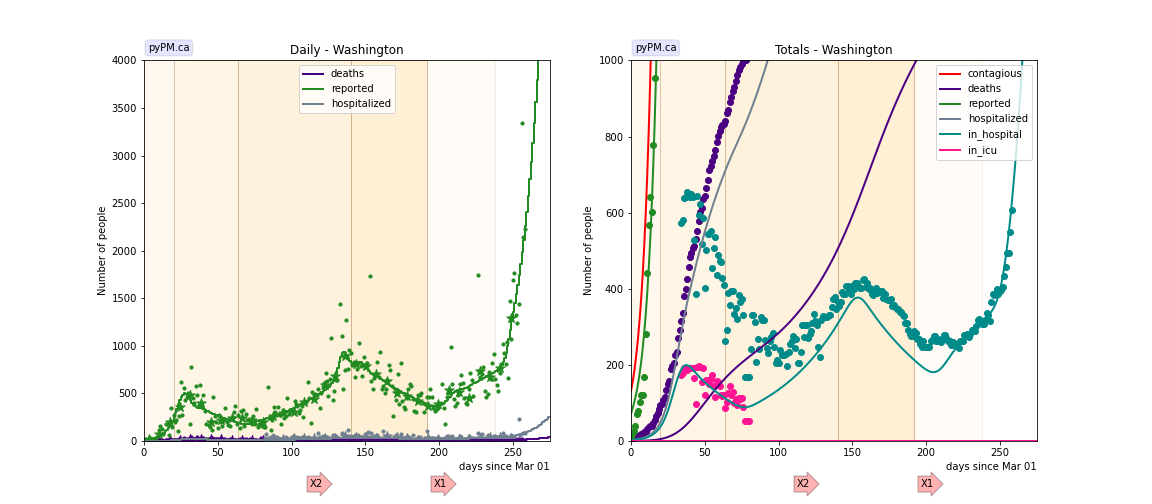 pyPM.ca
Daily - Washington
deaths
reported
hospitalized
Number of people
4000
3500
3000
2500
2000
1500
1000
500
0
0 50 100 150 200 250
days since Mar 01
X2 X1
pyPM.ca
Totals - Washington
contagious
deaths
reported
hospitalized
in_hospital
in_icu
Number of people
1000
800
600
400
200
0
0 50 100 150 200 250
days since Mar 01
X2 X1